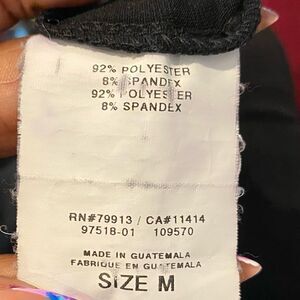 92% POLYESTER
8% SPANDEX
92% POLYESTER
8% SPANDEX
RN#79913 / CA#11414
97518-01 109570
MADE IN GUATEMALA
FABRIQUE EN GUATEMALA
SIZE M